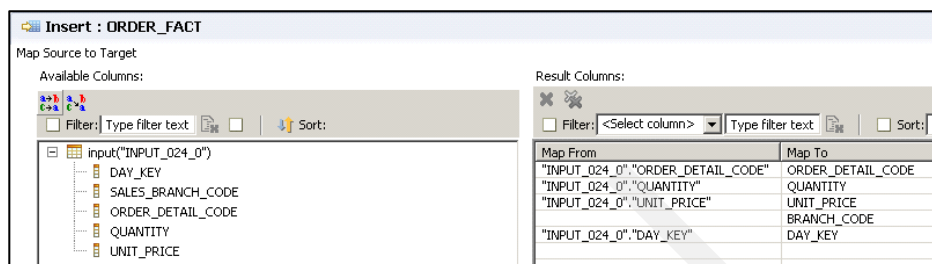 Insert : ORDER_FACT
Map Source to Target
Available Columns:
Filter: Type filter text Sort:
input("INPUT_024_0")
DAY_KEY
SALES_BRANCH_CODE
ORDER_DETAIL_CODE
QUANTITY
UNIT_PRICE
Result Columns:
Filter: <Select column> Type filter text Sort:
Map From Map To
"INPUT_024_0"."ORDER_DETAIL_CODE" ORDER_DETAIL_CODE
"INPUT_024_0"."QUANTITY" QUANTITY
"INPUT_024_0"."UNIT_PRICE" UNIT_PRICE
BRANCH_CODE
"INPUT_024_0"."DAY_KEY" DAY_KEY